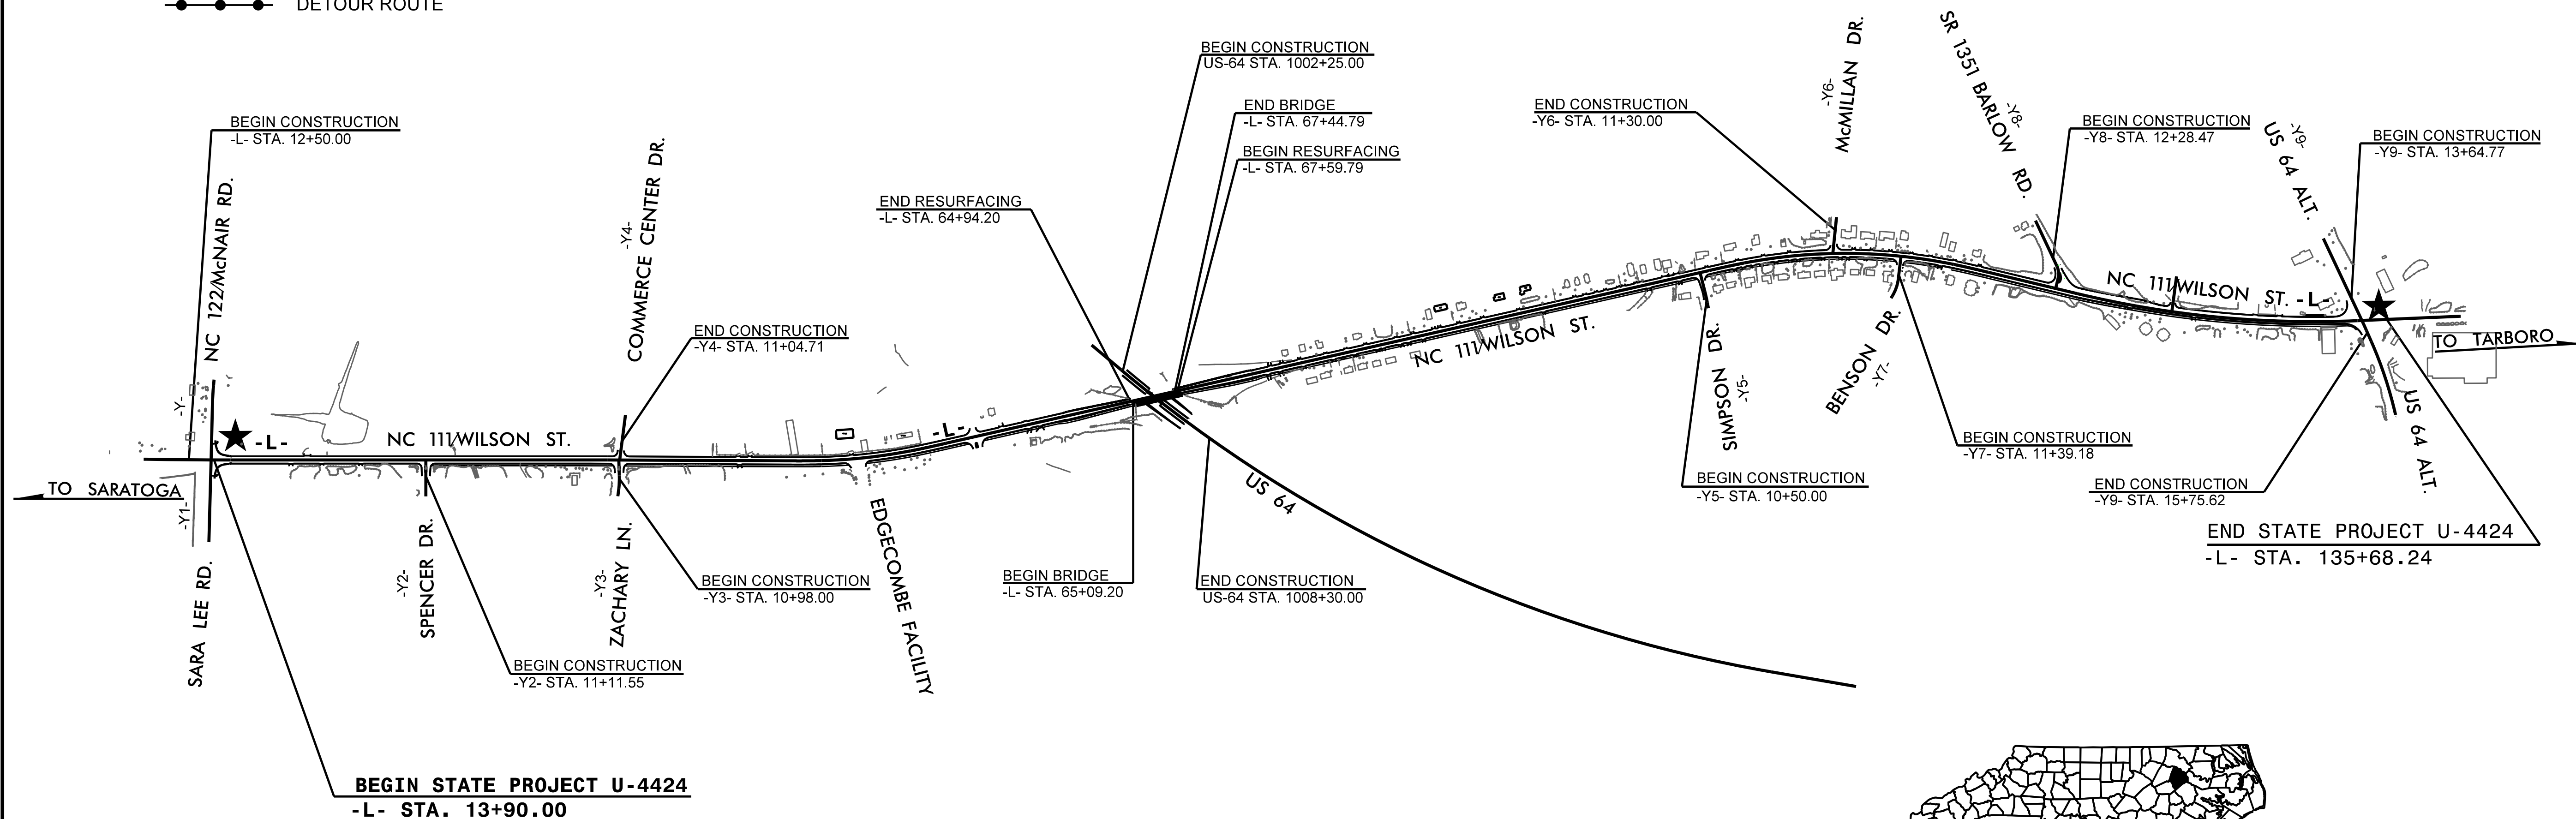 DETOUR ROUTE
BEGIN CONSTRUCTION
US-64 STA. 1002+25.00
END BRIDGE
-L- STA. 67+44.79
BEGIN RESURFACING
-L- STA. 67+59.79
END CONSTRUCTION
-Y6- STA. 11+30.00
-Y6-
McMILLAN DR.
SR 1351 BARLOW RD.
-Y8-
BEGIN CONSTRUCTION
-Y8- STA. 12+28.47
-Y9-
US 64 ALT.
BEGIN CONSTRUCTION
-Y9- STA. 13+64.77
BEGIN CONSTRUCTION
-L- STA. 12+50.00
NC 122/McNAIR RD.
-Y4-
COMMERCE CENTER DR.
END RESURFACING
-L- STA. 64+94.20
END CONSTRUCTION
-Y4- STA. 11+04.71
NC 111/WILSON ST.
-L-
TO TARBORO
NC 111/WILSON ST.
-Y-
-L-
NC 111/WILSON ST.
-L-
TO SARATOGA
-Y1-
SARA LEE RD.
-Y2-
SPENCER DR.
-Y3-
ZACHARY LN.
EDGECOMBE FACILITY
US 64
SIMPSON DR.
-Y5-
BENSON DR.
-Y7-
US 64 ALT.
BEGIN CONSTRUCTION
-Y7- STA. 11+39.18
BEGIN CONSTRUCTION
-Y5- STA. 10+50.00
END CONSTRUCTION
-Y9- STA. 15+75.62
END STATE PROJECT U-4424
-L- STA. 135+68.24
BEGIN CONSTRUCTION
-Y3- STA. 10+98.00
BEGIN BRIDGE
-L- STA. 65+09.20
END CONSTRUCTION
US-64 STA. 1008+30.00
BEGIN CONSTRUCTION
-Y2- STA. 11+11.55
BEGIN STATE PROJECT U-4424
-L- STA. 13+90.00